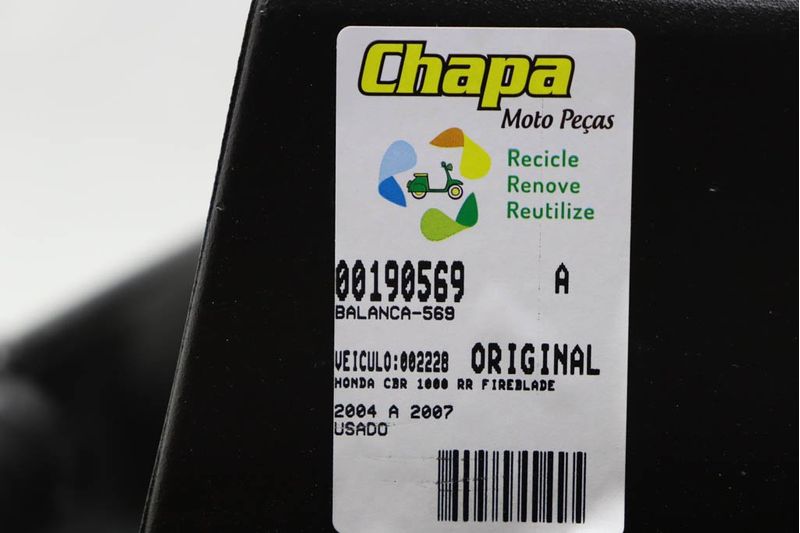 Chapa
Moto Peças
Recicle
Renove
Reutilize
00190569 A
BALANCA-569
VEICULO:002228 ORIGINAL
HONDA CBR 1000 RR FIREBLADE
2004 A 2007
USADO